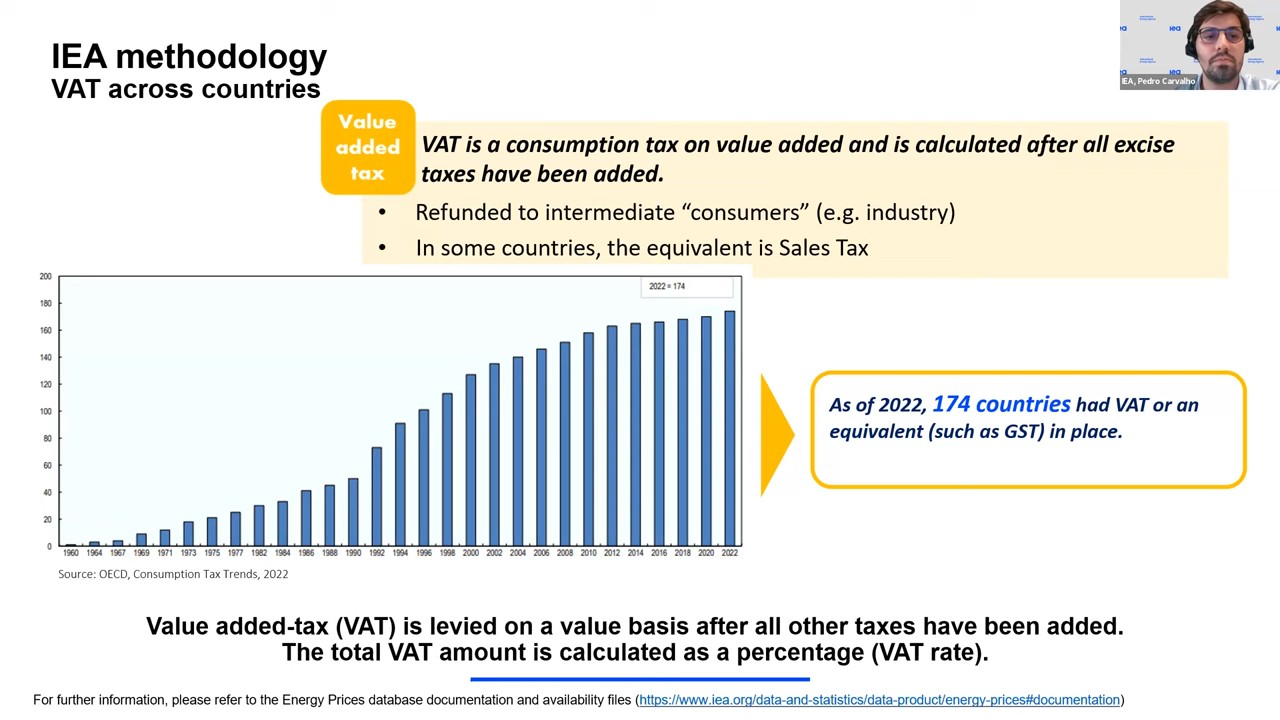 IEA methodology
VAT across countries
iea
iea
IEA, Pedro Carvalho
Value
added
tax
VAT is a consumption tax on value added and is calculated after all excise
taxes have been added.
• Refunded to intermediate “consumers” (e.g. industry)
• In some countries, the equivalent is Sales Tax
200
180
160
140
120
100
80
60
40
20
0
2022 = 174
1960 1964 1967 1969 1971 1973 1975 1977 1982 1984 1986 1988 1990 1992 1994 1996 1998 2000 2002 2004 2006 2008 2010 2012 2014 2016 2018 2020 2022
Source: OECD, Consumption Tax Trends, 2022
As of 2022, 174 countries had VAT or an
equivalent (such as GST) in place.
Value added-tax (VAT) is levied on a value basis after all other taxes have been added.
The total VAT amount is calculated as a percentage (VAT rate).
For further information, please refer to the Energy Prices database documentation and availability files (https://www.iea.org/data-and-statistics/data-product/energy-prices#documentation)